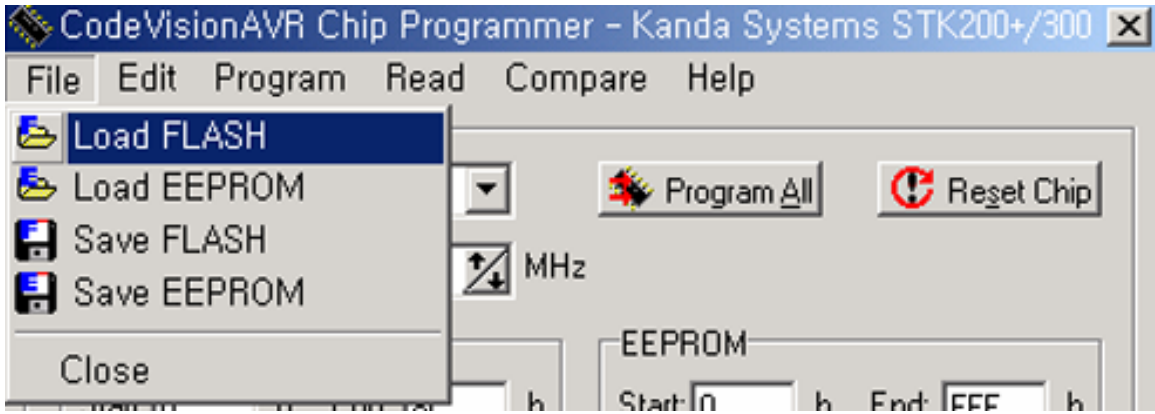 CodeVisionAVR Chip Programmer - Kanda Systems STK200+/300
File Edit Program Read Compare Help
Load FLASH
Load EEPROM
Save FLASH
Save EEPROM
Close
Program All
Reset Chip
MHz
EEPROM
h
Start: 0 h End: FFF h